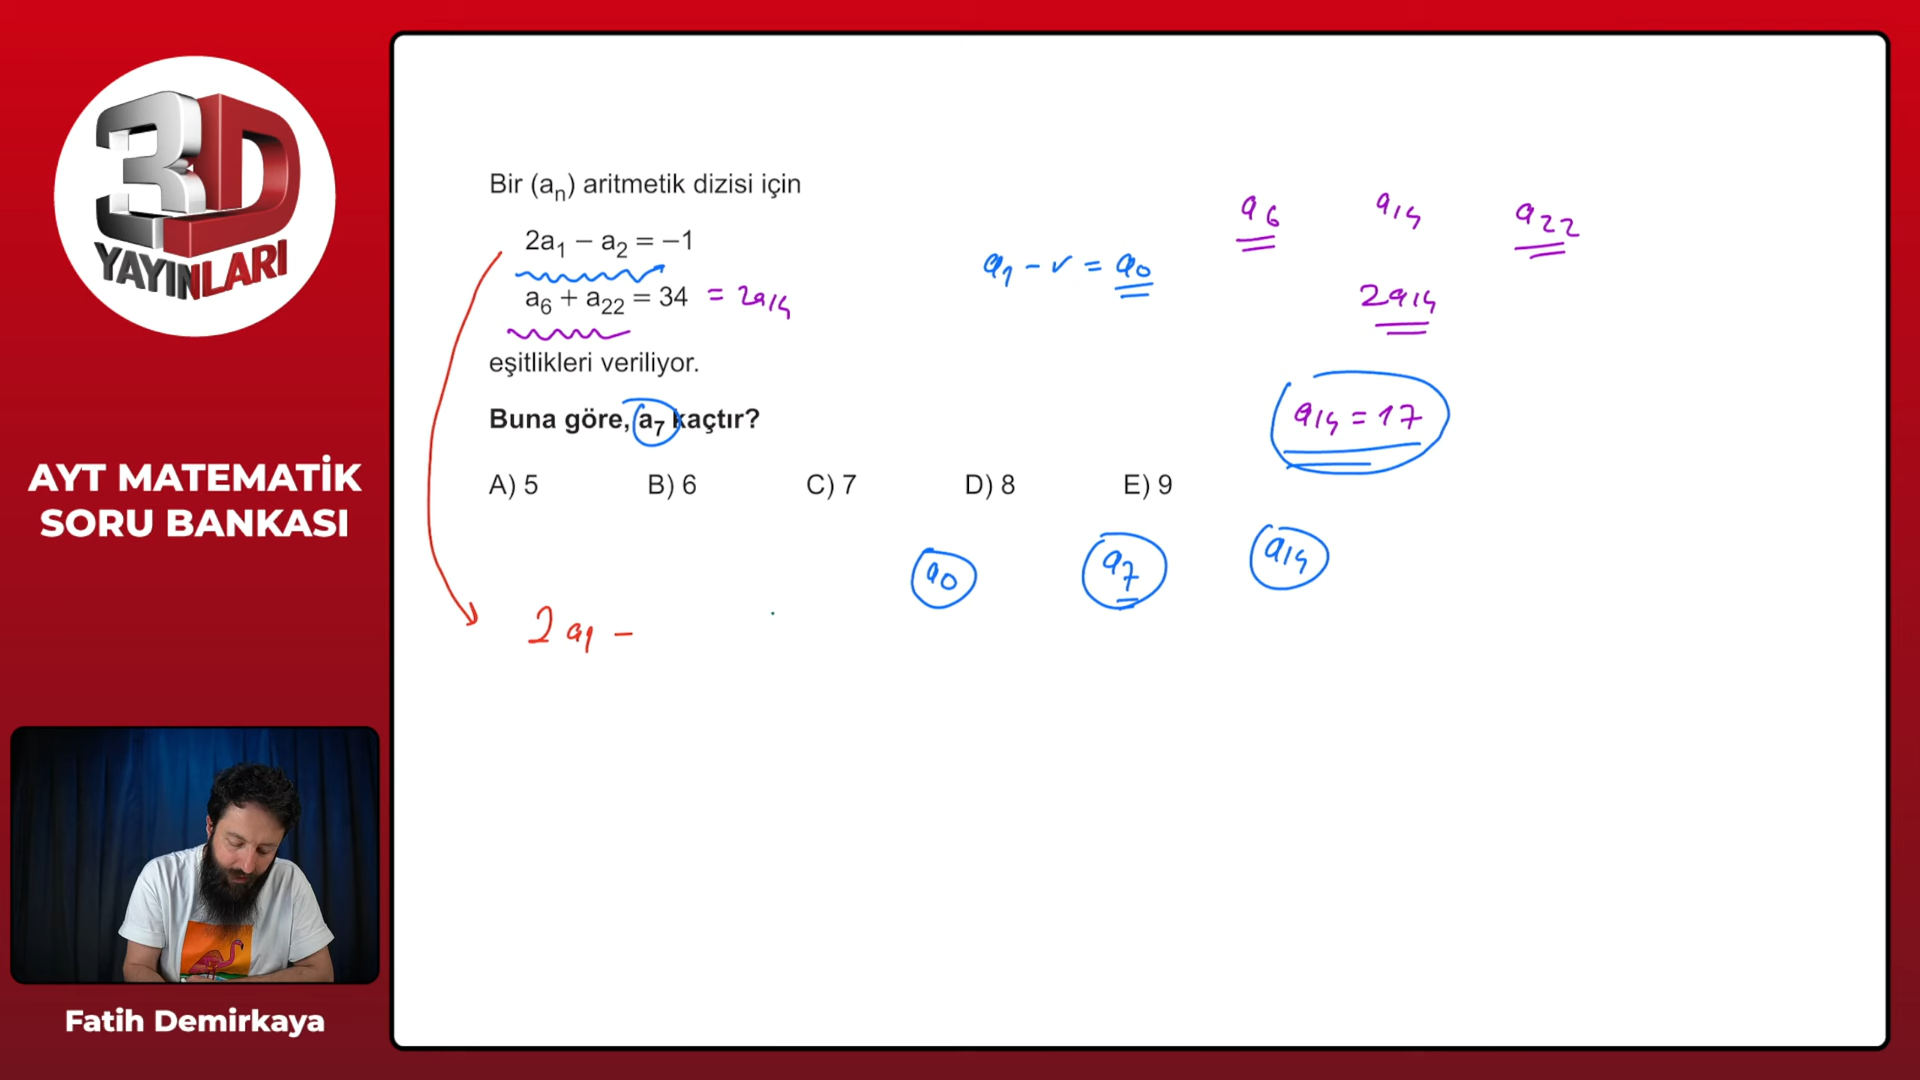 3D
YAYINLARI
AYT MATEMATİK
SORU BANKASI
Fatih Demirkaya
Bir (aₙ) aritmetik dizisi için
2a₁ − a₂ = −1
a₆ + a₂₂ = 34 = 2a₁₄
eşitlikleri veriliyor.
Buna göre, a₇ kaçtır?
A) 5 B) 6 C) 7 D) 8 E) 9
a₁ − r = a₀
a₆ a₁₄ a₂₂
2a₁₄
a₁₄ = 17
a₀ a₇ a₁₄
2a₁ −